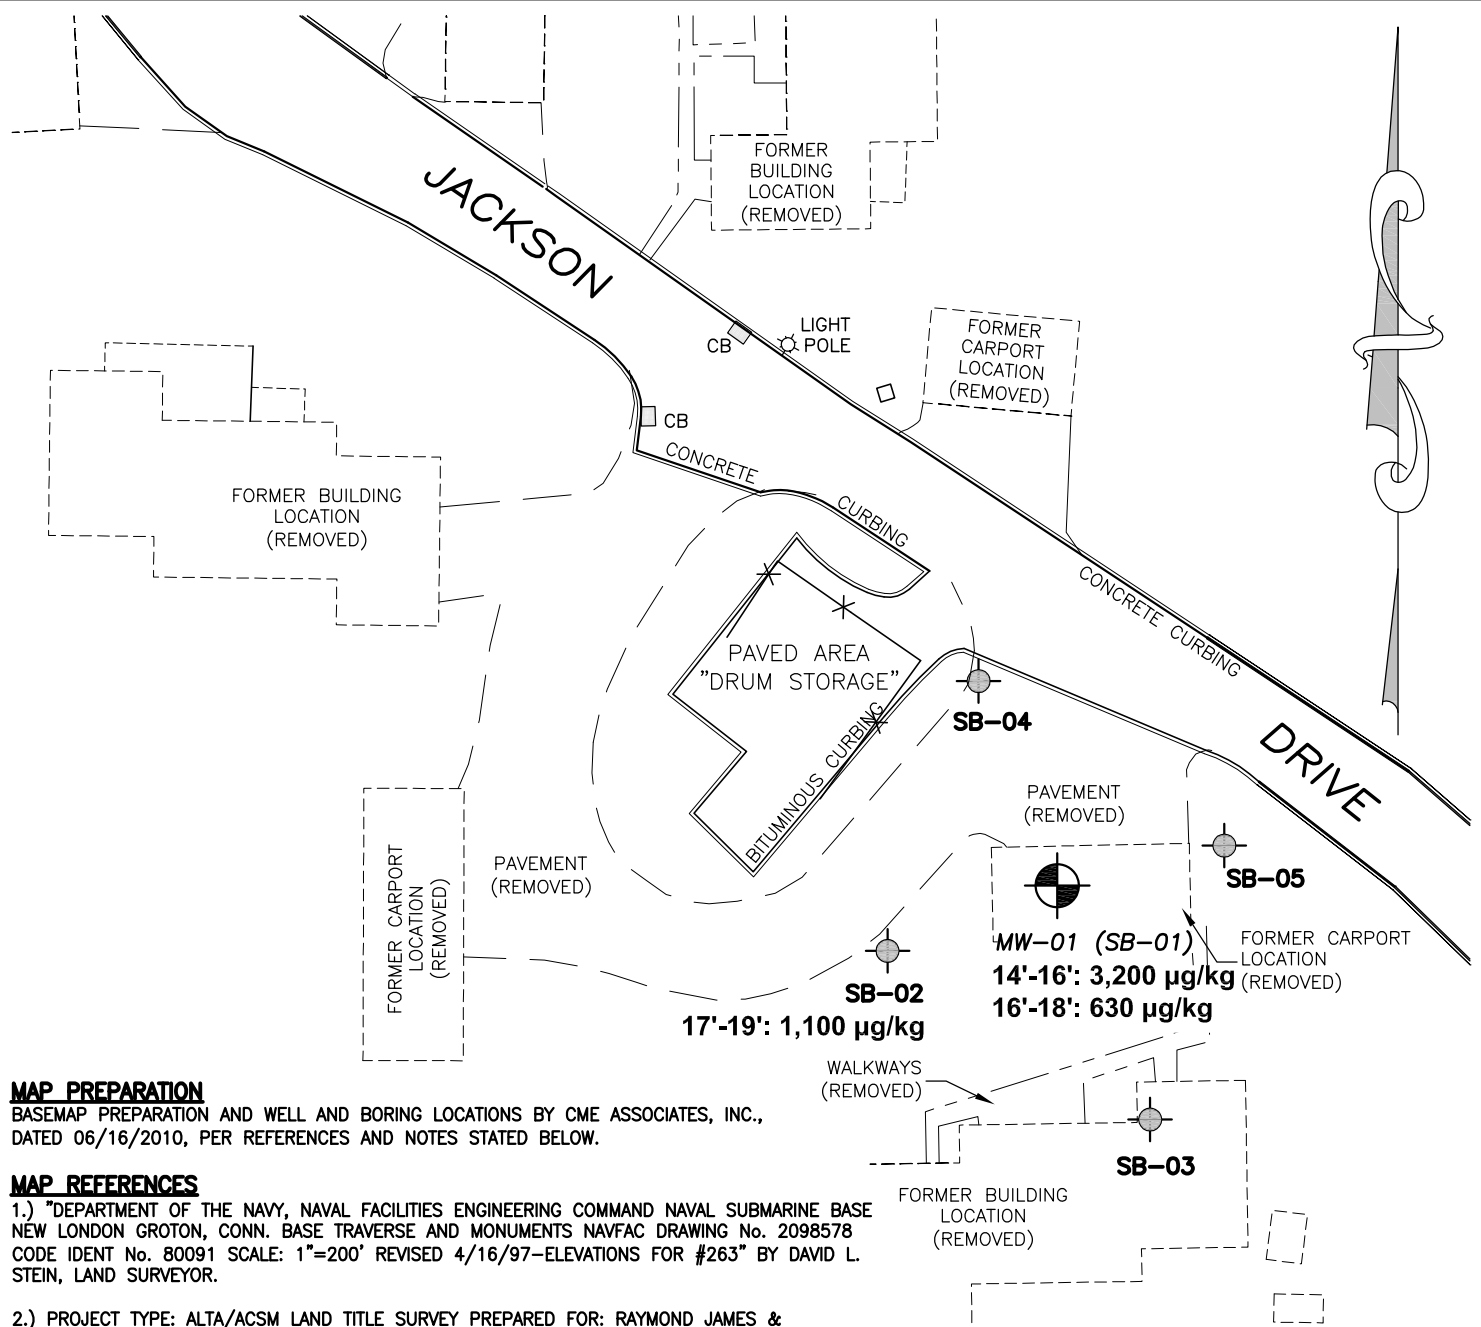 FORMER
BUILDING
LOCATION
(REMOVED)
JACKSON
LIGHT
POLE
CB
FORMER
CARPORT
LOCATION
(REMOVED)
CB
CONCRETE
CURBING
FORMER BUILDING
LOCATION
(REMOVED)
CONCRETE CURBING
PAVED AREA
"DRUM STORAGE"
BITUMINOUS CURBING
SB-04
DRIVE
PAVEMENT
(REMOVED)
FORMER CARPORT
LOCATION
(REMOVED)
PAVEMENT
(REMOVED)
SB-05
MW-01 (SB-01)
14'-16': 3,200 µg/kg
16'-18': 630 µg/kg
FORMER CARPORT
LOCATION
(REMOVED)
SB-02
17'-19': 1,100 µg/kg
WALKWAYS
(REMOVED)
SB-03
FORMER BUILDING
LOCATION
(REMOVED)
MAP PREPARATION
BASEMAP PREPARATION AND WELL AND BORING LOCATIONS BY CME ASSOCIATES, INC.,
DATED 06/16/2010, PER REFERENCES AND NOTES STATED BELOW.
MAP REFERENCES
1.) "DEPARTMENT OF THE NAVY, NAVAL FACILITIES ENGINEERING COMMAND NAVAL SUBMARINE BASE
NEW LONDON GROTON, CONN. BASE TRAVERSE AND MONUMENTS NAVFAC DRAWING No. 2098578
CODE IDENT No. 80091 SCALE: 1"=200' REVISED 4/16/97-ELEVATIONS FOR #263" BY DAVID L.
STEIN, LAND SURVEYOR.
2.) PROJECT TYPE: ALTA/ACSM LAND TITLE SURVEY PREPARED FOR: RAYMOND JAMES &